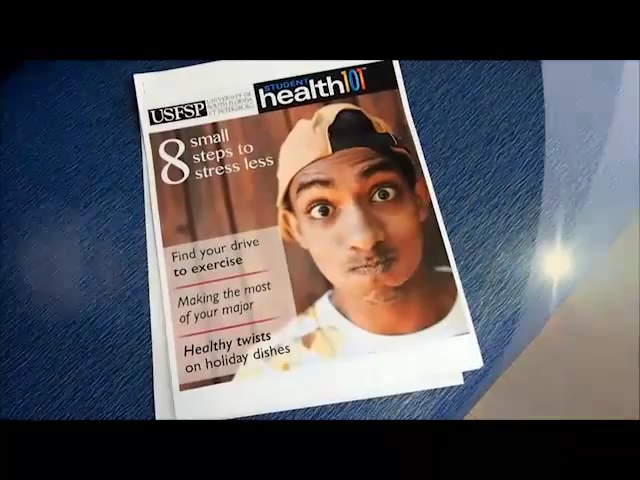 USFSP
UNIVERSITY OF
SOUTH FLORIDA
ST. PETERSBURG
STUDENT
health101
8 small
steps to
stress less
Find your drive
to exercise
Making the most
of your major
Healthy twists
on holiday dishes